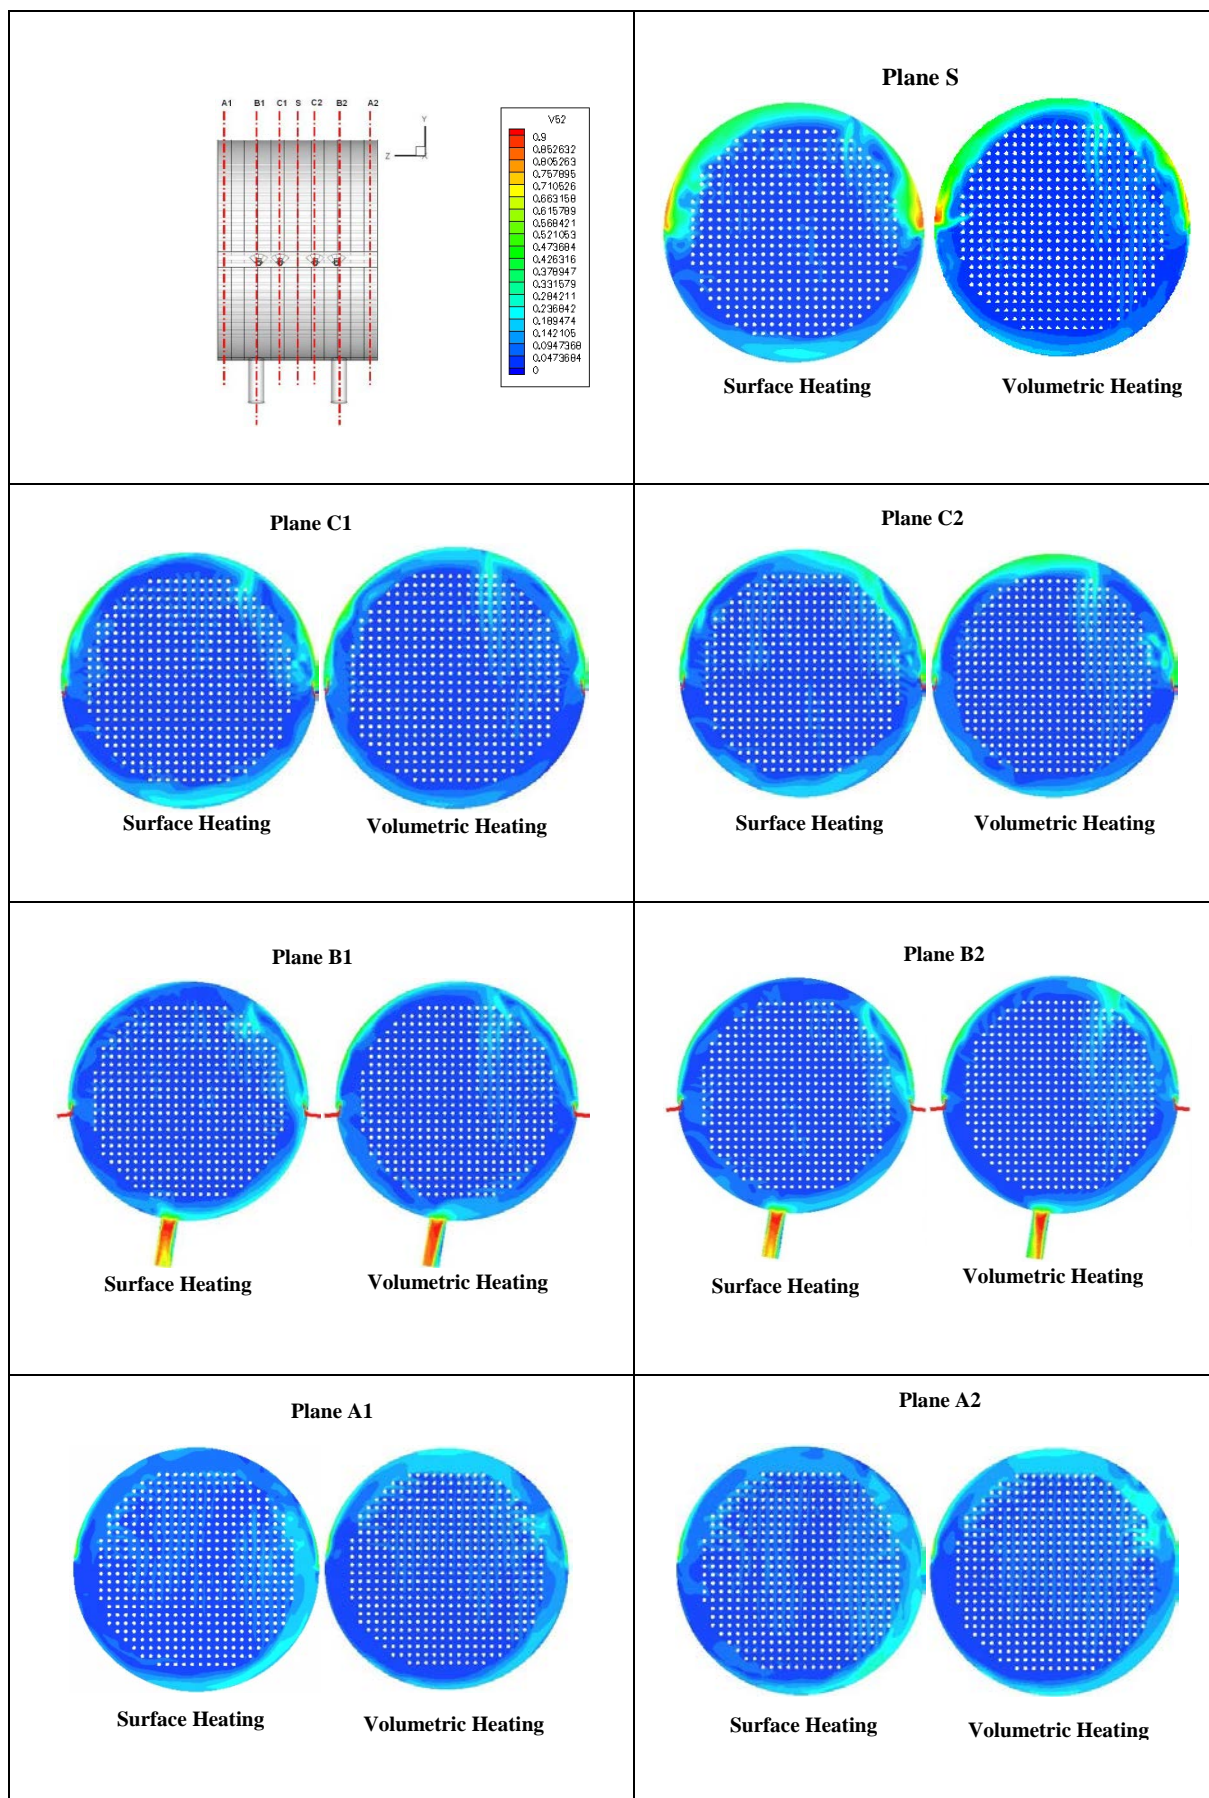 A1 B1 C1 S C2 B2 A2
Y
Z
V52
0.9
0.852632
0.805263
0.757895
0.710526
0.663158
0.615789
0.568421
0.521053
0.473684
0.426316
0.378947
0.331579
0.284211
0.236842
0.189474
0.142105
0.0947368
0.0473684
0
Plane S
Surface Heating Volumetric Heating
Plane C1
Surface Heating Volumetric Heating
Plane C2
Surface Heating Volumetric Heating
Plane B1
Surface Heating Volumetric Heating
Plane B2
Surface Heating Volumetric Heating
Plane A1
Surface Heating Volumetric Heating
Plane A2
Surface Heating Volumetric Heating